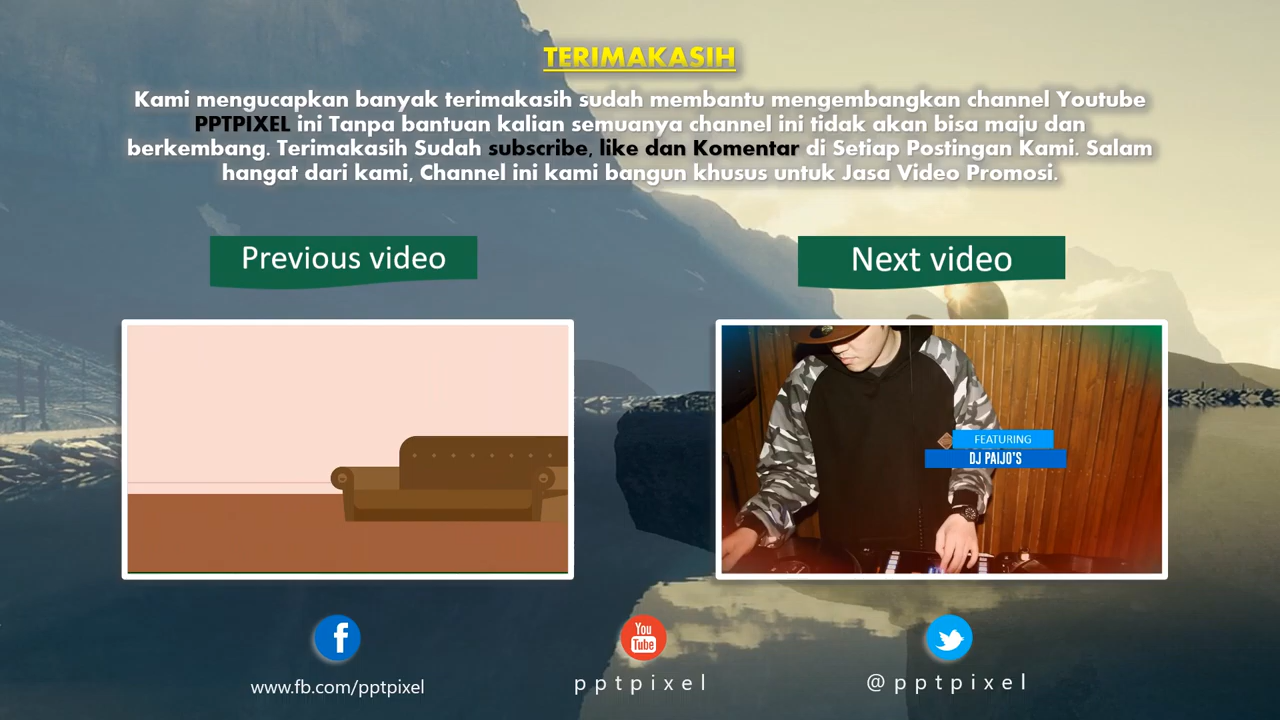 TERIMAKASIH
Kami mengucapkan banyak terimakasih sudah membantu mengembangkan channel Youtube
PPTPIXEL ini Tanpa bantuan kalian semuanya channel ini tidak akan bisa maju dan
berkembang. Terimakasih Sudah subscribe, like dan Komentar di Setiap Postingan Kami. Salam
hangat dari kami, Channel ini kami bangun khusus untuk Jasa Video Promosi.
Previous video
Next video
FEATURING
DJ PAIJO'S
f
You
Tube
www.fb.com/pptpixel
pptpixel
@pptpixel